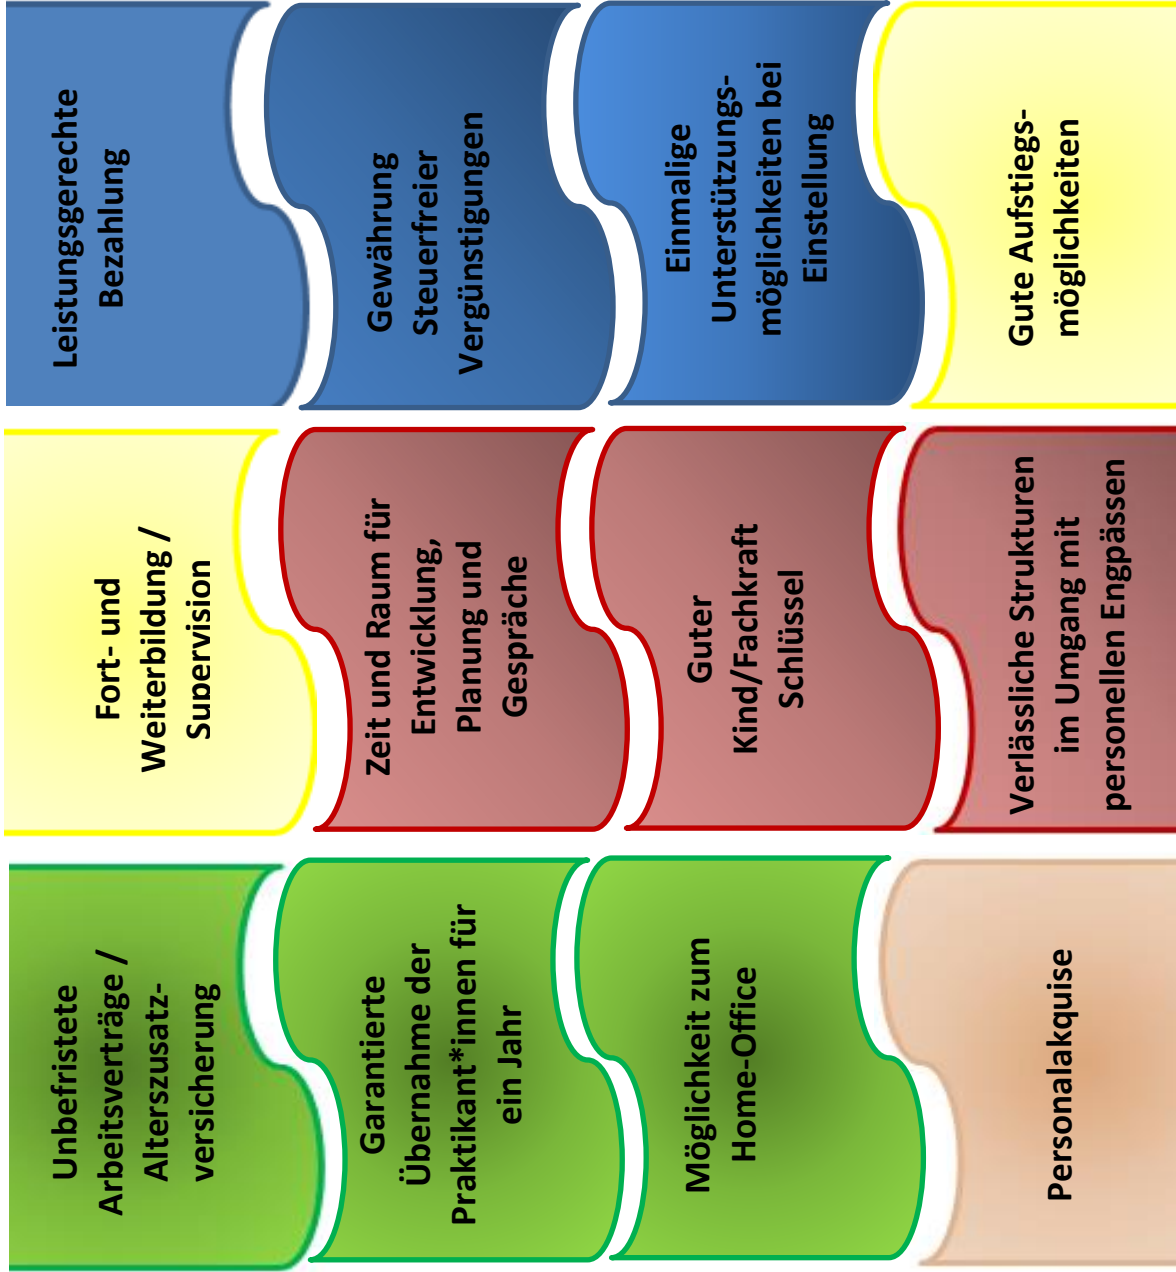 Unbefristete
Arbeitsverträge /
Alterszusatz-
versicherung
Fort- und
Weiterbildung /
Supervision
Leistungsgerechte
Bezahlung
Garantierte
Übernahme der
Praktikant*innen für
ein Jahr
Zeit und Raum für
Entwicklung,
Planung und
Gespräche
Gewährung
Steuerfreier
Vergünstigungen
Möglichkeit zum
Home-Office
Guter
Kind/Fachkraft
Schlüssel
Einmalige
Unterstützungs-
möglichkeiten bei
Einstellung
Personalakquise
Verlässliche Strukturen
im Umgang mit
personellen Engpässen
Gute Aufstiegs-
möglichkeiten